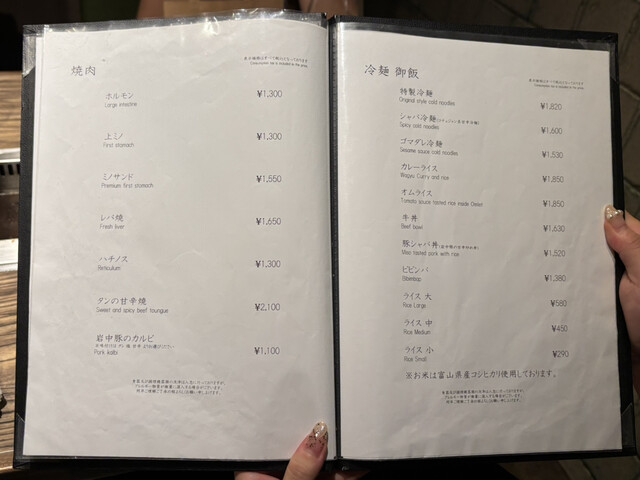 焼肉
ホルモン ¥1,300
Large intestine
上ミノ ¥1,300
First stomach
ミノサンド ¥1,550
Premium first stomach
レバ焼 ¥1,650
Fresh liver
ハチノス ¥1,300
Reticulum
タンの甘辛焼 ¥2,100
Sweet and spicy beef toungue
岩中豚のカルビ ¥1,100
Pork kalbi
冷麺 御飯
特製冷麺 ¥1,820
Original style cold noodles
シャバ冷麺 ¥1,600
Spicy cold noodles
ゴマダレ冷麺 ¥1,530
Sesame sauce cold noodles
カレーライス ¥1,850
Wagyu Curry and rice
オムライス ¥1,850
Tomato sauce tasted rice made Omlet
牛丼 ¥1,630
Beef bowl
豚シャバ丼 ¥1,520
Miso tasted pork with rice
ビビンバ ¥1,380
Bibimbap
ライス 大 ¥580
Rice Large
ライス 中 ¥450
Rice Medium
ライス 小 ¥290
Rice Small
※お米は富山県産コシヒカリ使用しております。